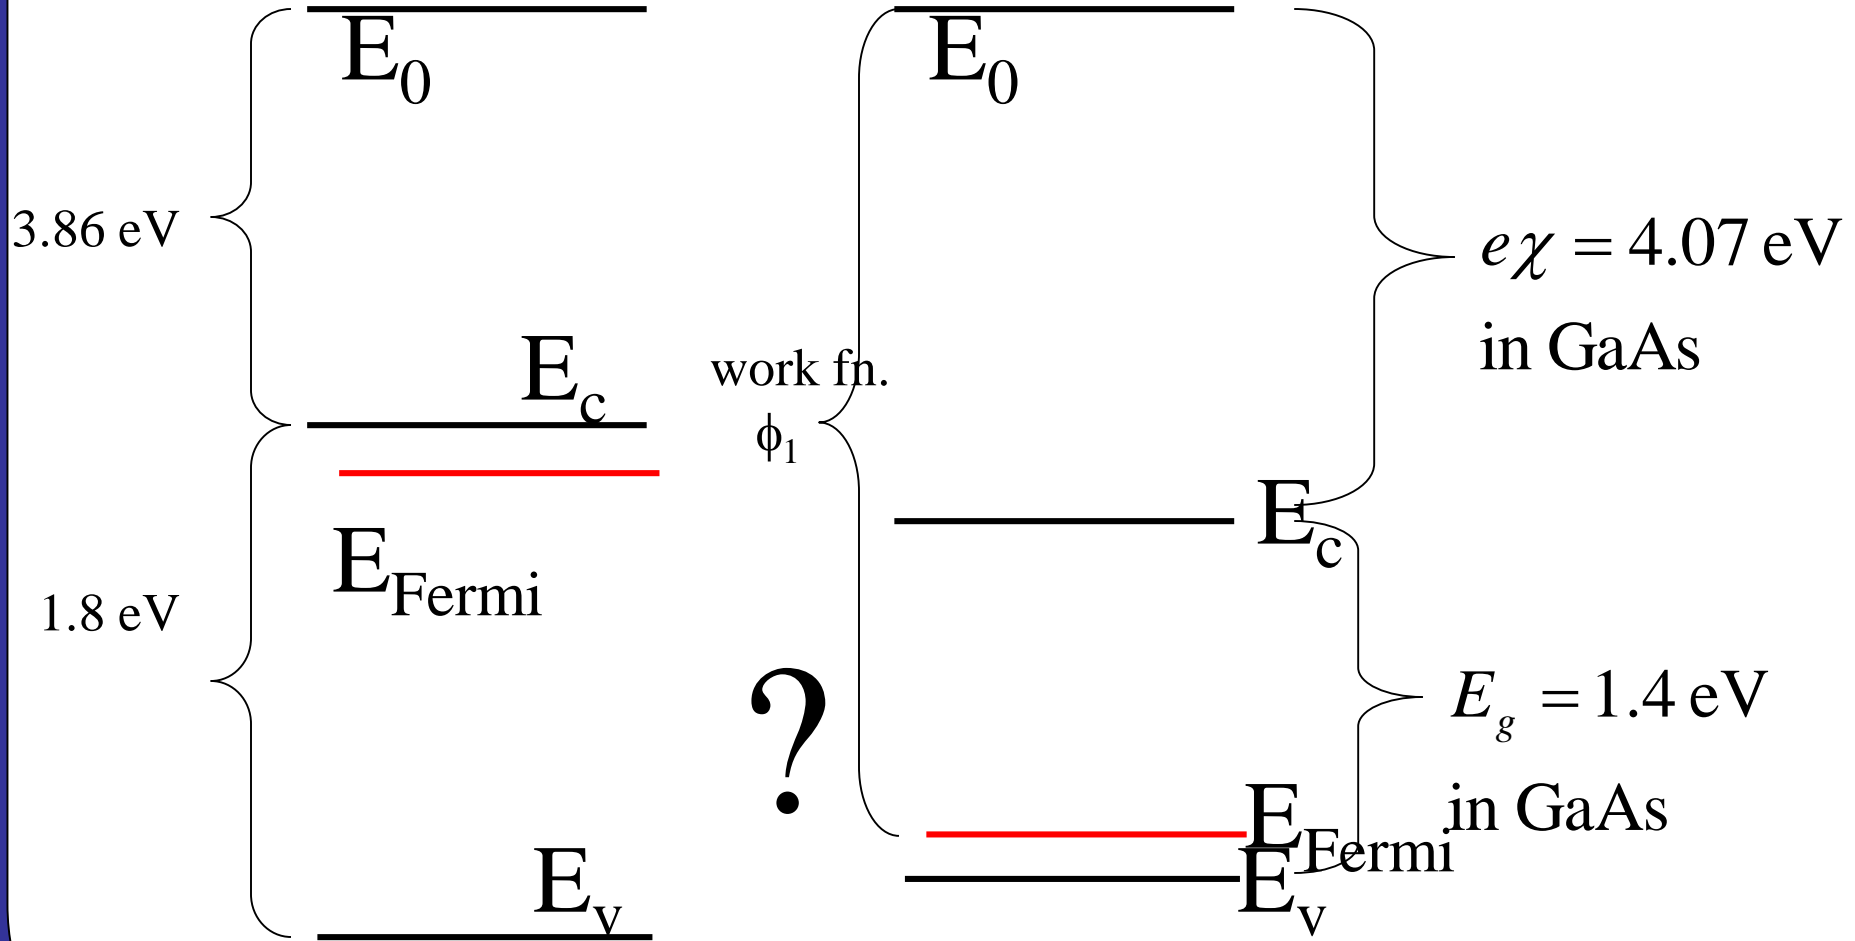 E0
3.86 eV
Ec
EFermi
1.8 eV
Ev
E0
work fn.
ϕ1
?
Ec
EFermi
Ev
eχ = 4.07 eV
in GaAs
Eg = 1.4 eV
in GaAs